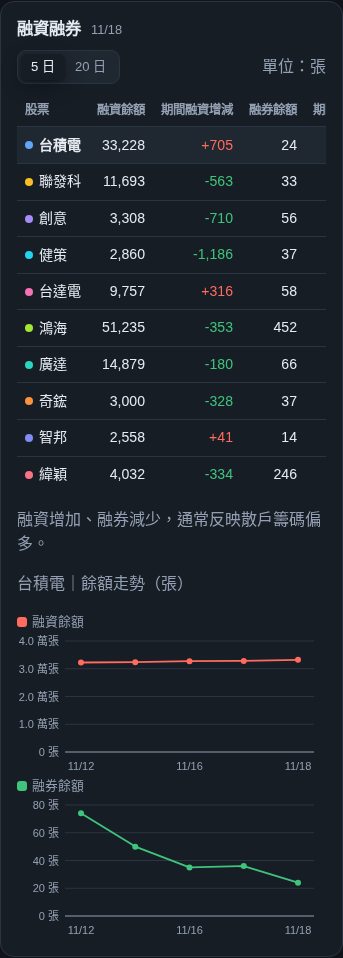 融資融券 11/18
5 日 20 日 單位：張
股票 融資餘額 期間融資增減 融券餘額 期
台積電 33,228 +705 24
聯發科 11,693 -563 33
創意 3,308 -710 56
健策 2,860 -1,186 37
台達電 9,757 +316 58
鴻海 51,235 -353 452
廣達 14,879 -180 66
奇鋐 3,000 -328 37
智邦 2,558 +41 14
緯穎 4,032 -334 246
融資增加、融券減少，通常反映散戶籌碼偏
多。
台積電｜餘額走勢（張）
融資餘額
4.0 萬張
3.0 萬張
2.0 萬張
1.0 萬張
0 張
11/12 11/16 11/18
融券餘額
80 張
60 張
40 張
20 張
0 張
11/12 11/16 11/18